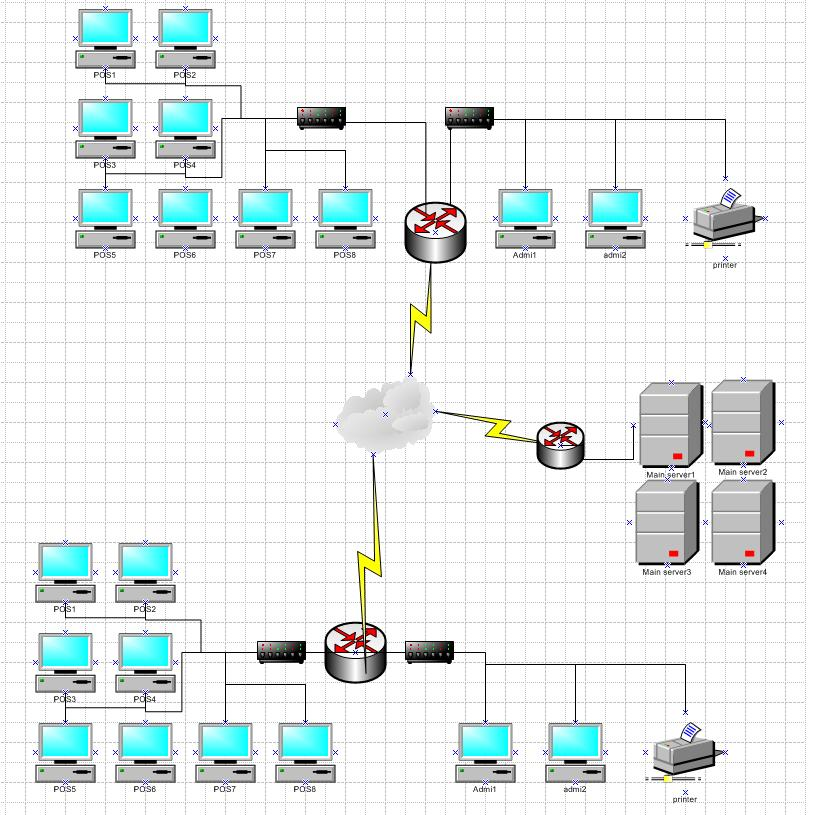 POS1
POS2
POS3
POS4
POS5
POS6
POS7
POS8
Admi1
admi2
printer
Main server1
Main server2
Main server3
Main server4
POS1
POS2
POS3
POS4
POS5
POS6
POS7
POS8
Admi1
admi2
printer